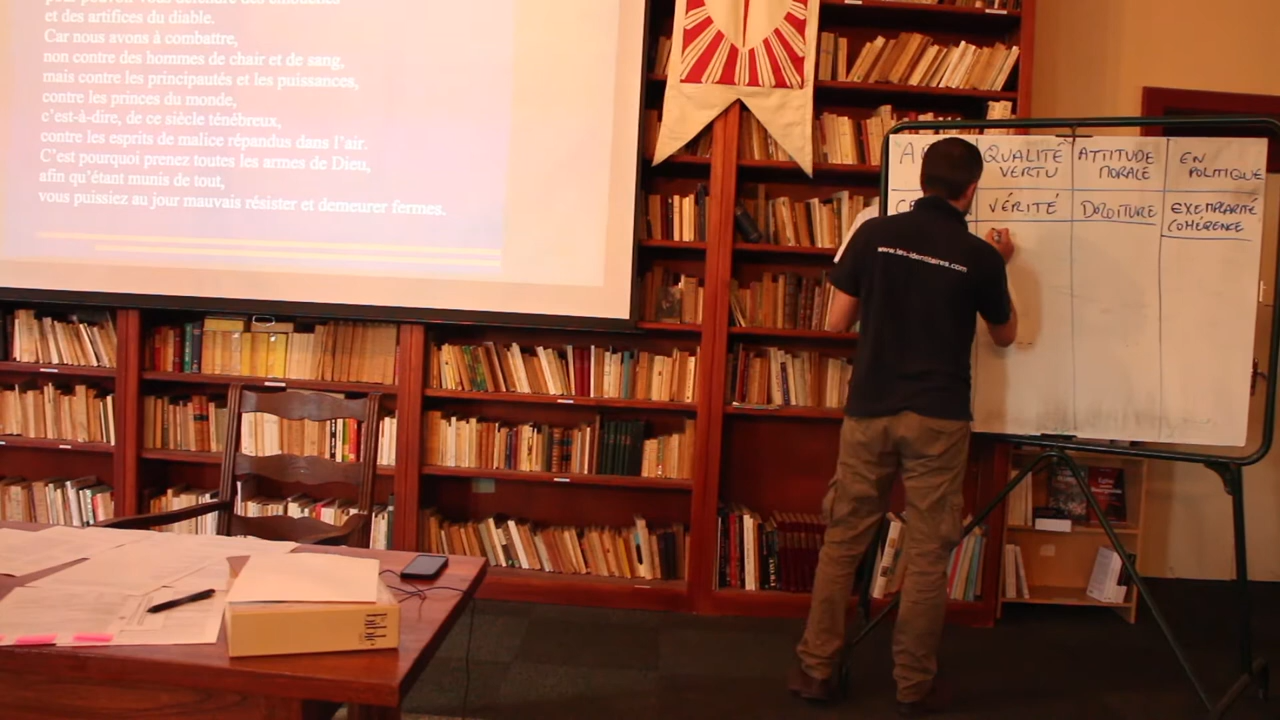 et des artifices du diable.
Car nous avons à combattre,
non contre des hommes de chair et de sang,
mais contre les principautés et les puissances,
contre les princes du monde,
c'est-à-dire, de ce siècle ténébreux,
contre les esprits de malice répandus dans l'air.
C'est pourquoi prenez toutes les armes de Dieu,
afin qu'étant munis de tout,
vous puissiez au jour mauvais résister et demeurer fermes.
QUALITÉ
VERTU
ATTITUDE
MORALE
EN
POLITIQUE
VÉRITÉ
DROITURE
EXEMPLARITÉ
COHÉRENCE
www.les-identitaires.com
la bible